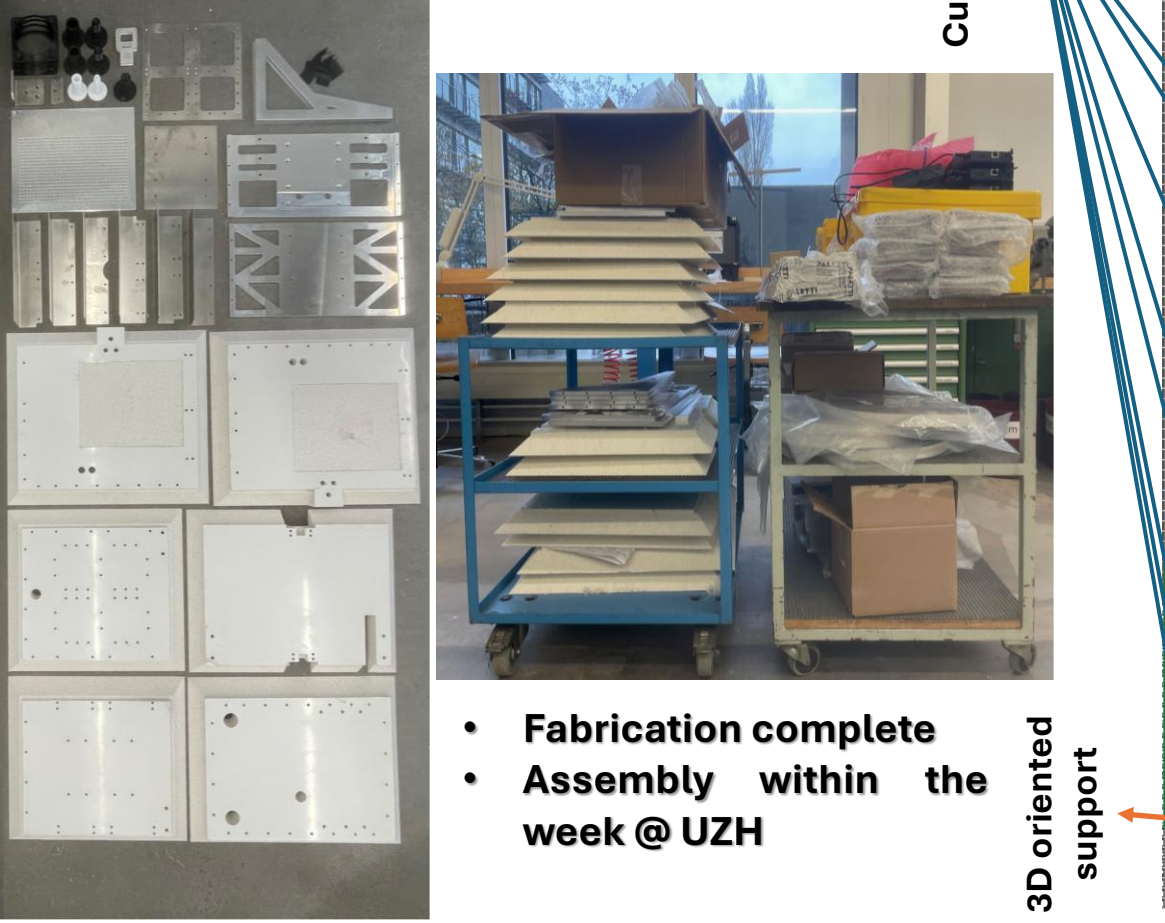 Cu
• Fabrication complete
• Assembly within the
week @ UZH
3D oriented
support